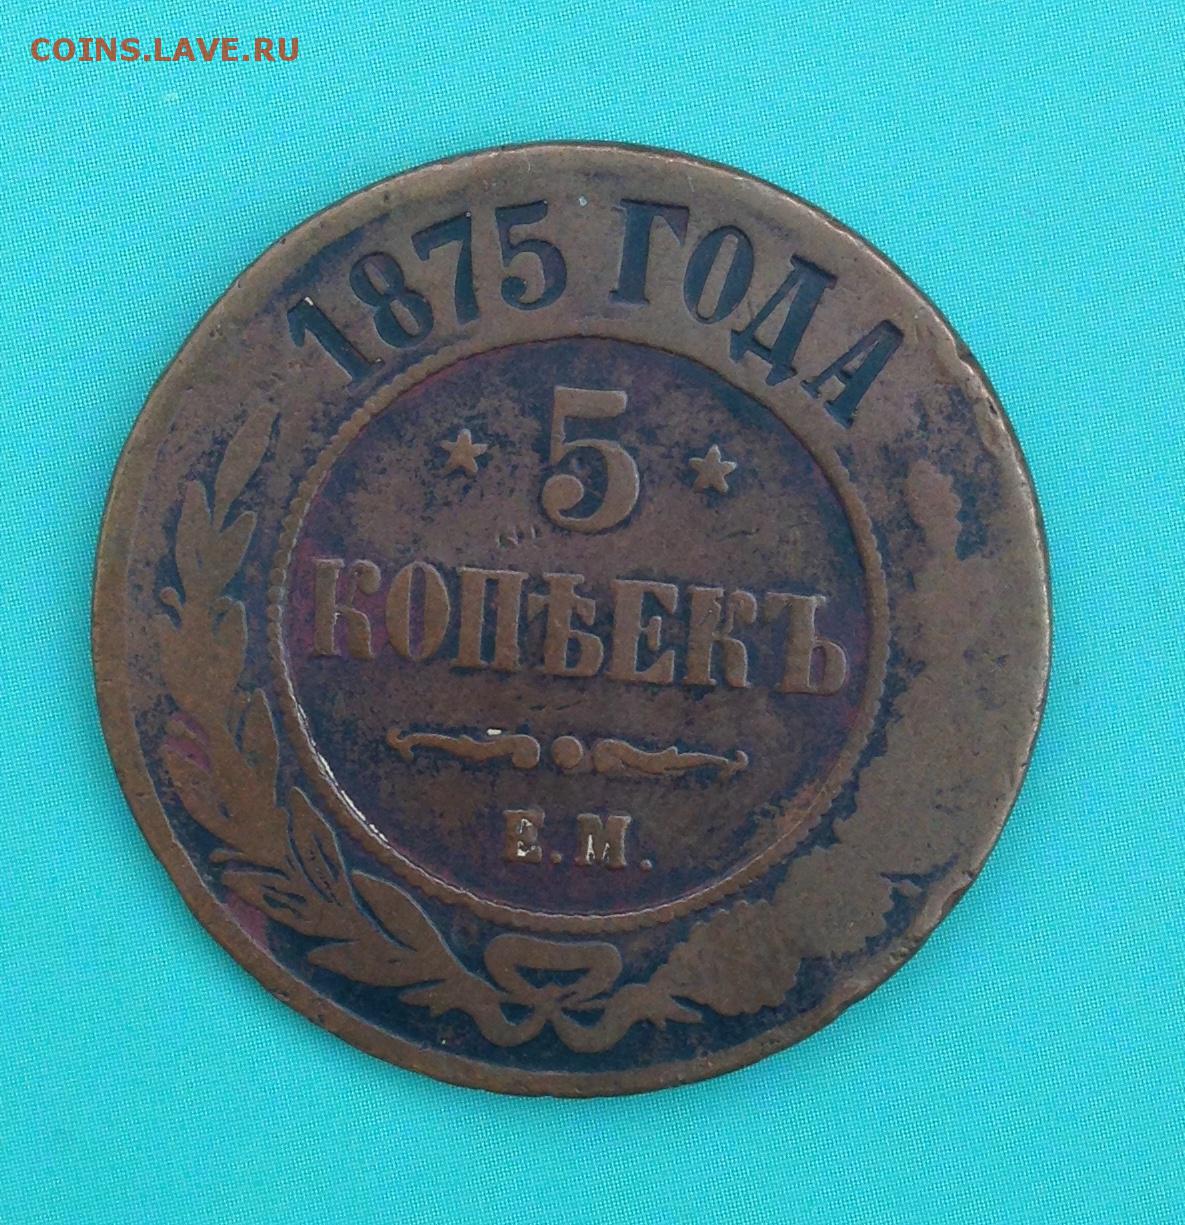 COINS.LAVE.RU
1875 ГОДА
5
КОПѢЕКЪ
Е.М.